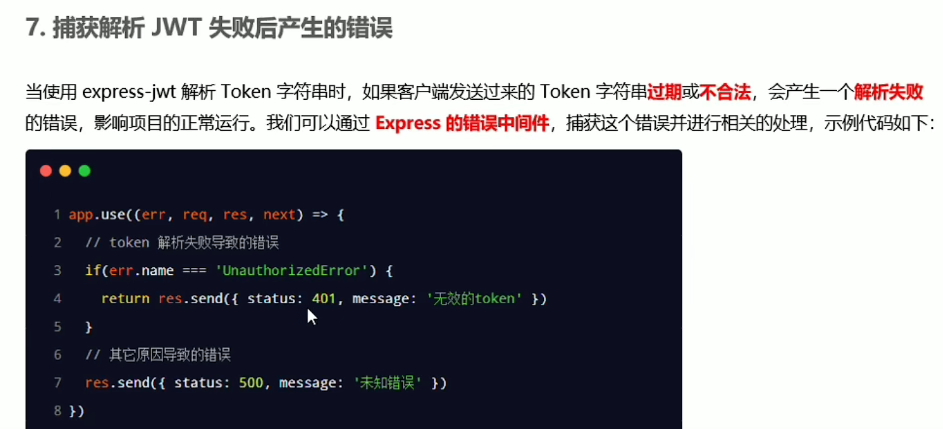 7. 捕获解析 JWT 失败后产生的错误
当使用 express-jwt 解析 Token 字符串时，如果客户端发送过来的 Token 字符串过期或不合法，会产生一个解析失败
的错误，影响项目的正常运行。我们可以通过 Express 的错误中间件，捕获这个错误并进行相关的处理，示例代码如下：
1 app.use((err, req, res, next) => {
2 // token 解析失败导致的错误
3 if(err.name === 'UnauthorizedError') {
4 return res.send({ status: 401, message: '无效的token' })
5 }
6 // 其它原因导致的错误
7 res.send({ status: 500, message: '未知错误' })
8 })